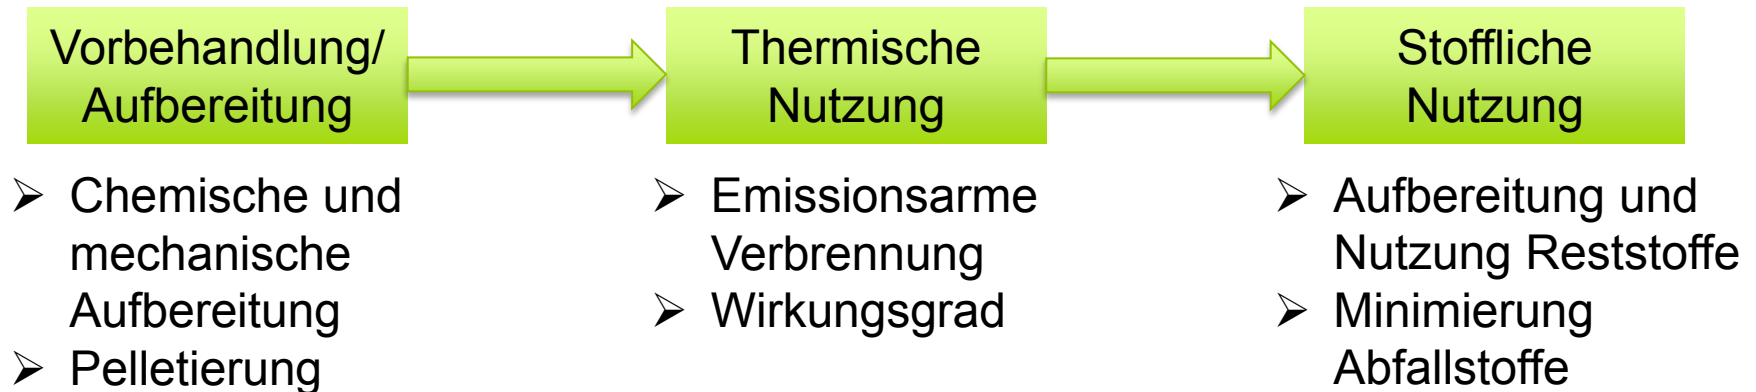 Vorbehandlung/
Aufbereitung
➢ Chemische und
mechanische
Aufbereitung
➢ Pelletierung
Thermische
Nutzung
➢ Emissionsarme
Verbrennung
➢ Wirkungsgrad
Stoffliche
Nutzung
➢ Aufbereitung und
Nutzung Reststoffe
➢ Minimierung
Abfallstoffe